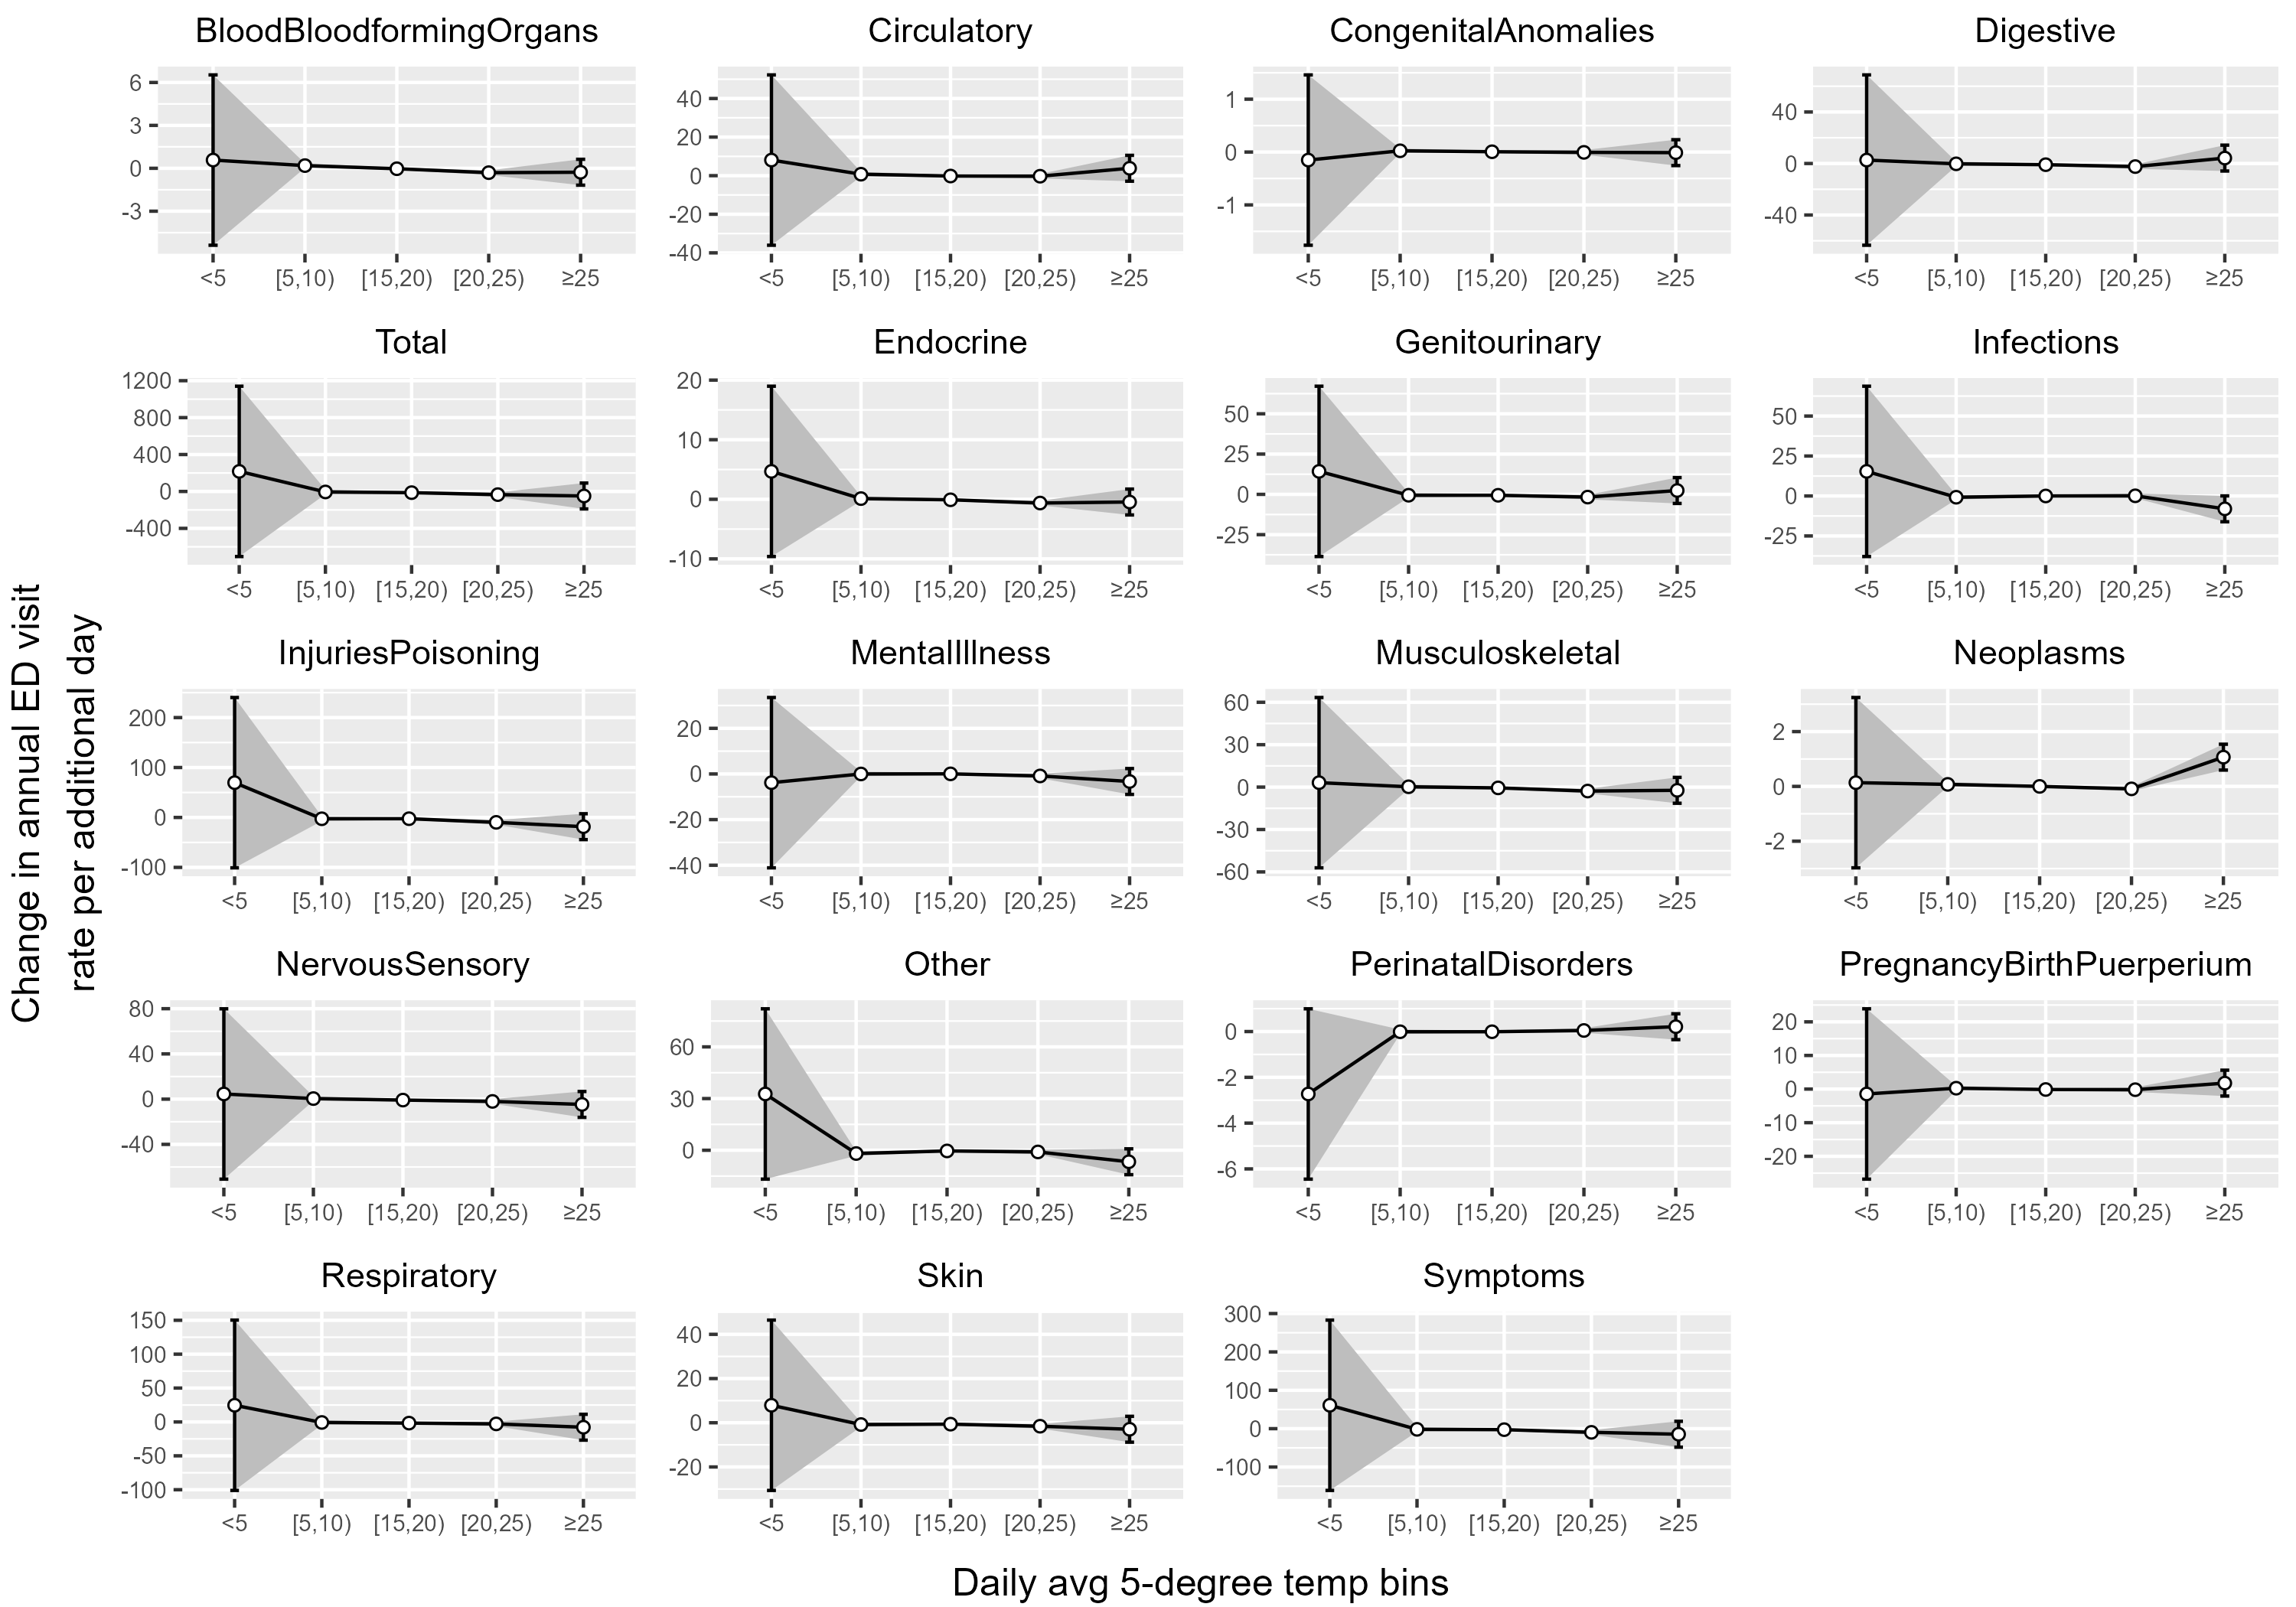 BloodBloodformingOrgans
6
3
0
-3
<5 [5,10) [15,20) [20,25) ≥25
Circulatory
40
20
0
-20
-40
<5 [5,10) [15,20) [20,25) ≥25
CongenitalAnomalies
1
0
-1
<5 [5,10) [15,20) [20,25) ≥25
Digestive
40
0
-40
<5 [5,10) [15,20) [20,25) ≥25
Total
1200
800
400
0
-400
<5 [5,10) [15,20) [20,25) ≥25
Endocrine
20
10
0
-10
<5 [5,10) [15,20) [20,25) ≥25
Genitourinary
50
25
0
-25
<5 [5,10) [15,20) [20,25) ≥25
Infections
50
25
0
-25
<5 [5,10) [15,20) [20,25) ≥25
Change in annual ED visit
rate per additional day
InjuriesPoisoning
200
100
0
-100
<5 [5,10) [15,20) [20,25) ≥25
MentalIllness
20
0
-20
-40
<5 [5,10) [15,20) [20,25) ≥25
Musculoskeletal
60
30
0
-30
-60
<5 [5,10) [15,20) [20,25) ≥25
Neoplasms
2
0
-2
<5 [5,10) [15,20) [20,25) ≥25
NervousSensory
80
40
0
-40
<5 [5,10) [15,20) [20,25) ≥25
Other
60
30
0
<5 [5,10) [15,20) [20,25) ≥25
PerinatalDisorders
0
-2
-4
-6
<5 [5,10) [15,20) [20,25) ≥25
PregnancyBirthPuerperium
20
10
0
-10
-20
<5 [5,10) [15,20) [20,25) ≥25
Respiratory
150
100
50
0
-50
-100
<5 [5,10) [15,20) [20,25) ≥25
Skin
40
20
0
-20
<5 [5,10) [15,20) [20,25) ≥25
Symptoms
300
200
100
0
-100
<5 [5,10) [15,20) [20,25) ≥25
Daily avg 5-degree temp bins